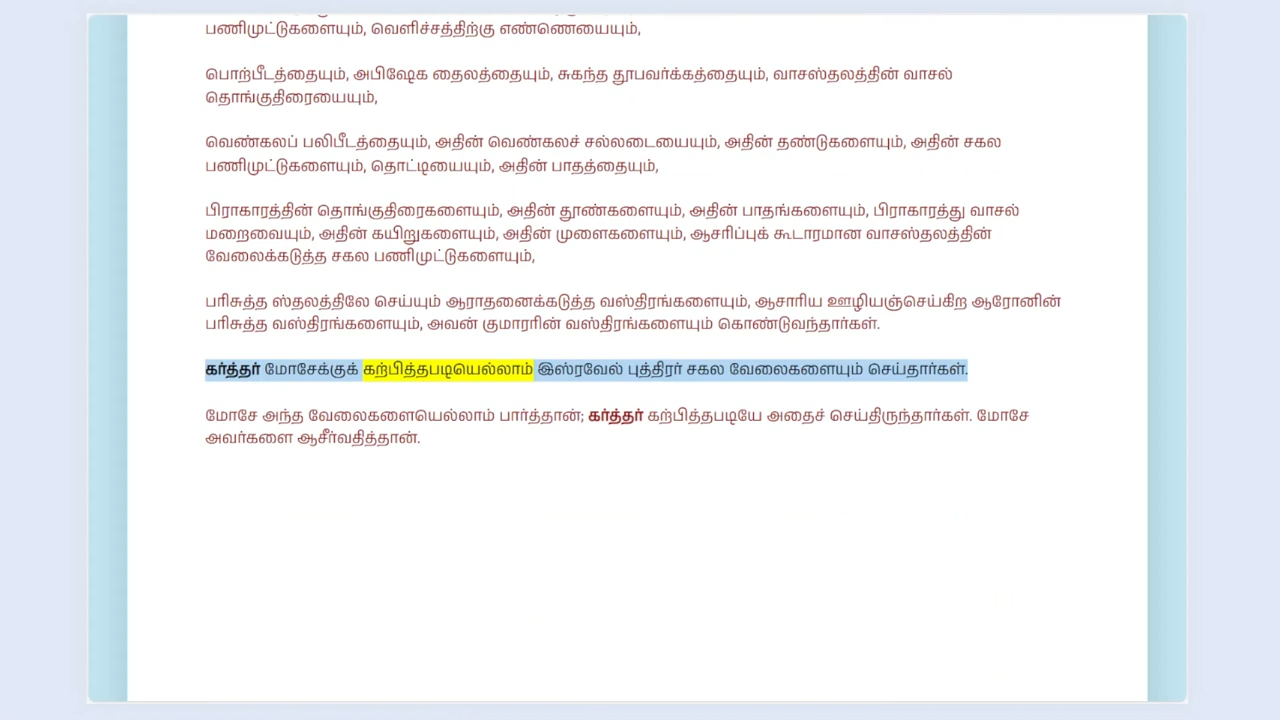 பணிமுட்டுகளையும், வெளிச்சத்திற்கு எண்ணெயையும்,
பொற்பீடத்தையும், அபிஷேக தைலத்தையும், சுகந்த தூபவர்க்கத்தையும், வாசஸ்தலத்தின் வாசல்
தொங்குதிரையையும்,
வெண்கலப் பலிபீடத்தையும், அதின் வெண்கலச் சல்லடையையும், அதின் தண்டுகளையும், அதின் சகல
பணிமுட்டுகளையும், தொட்டியையும், அதின் பாதத்தையும்,
பிராகாரத்தின் தொங்குதிரைகளையும், அதின் தூண்களையும், அதின் பாதங்களையும், பிராகாரத்து வாசல்
மறைவையும், அதின் கயிறுகளையும், அதின் முளைகளையும், ஆசரிப்புக் கூடாரமான வாசஸ்தலத்தின்
வேலைக்கடுத்த சகல பணிமுட்டுகளையும்,
பரிசுத்த ஸ்தலத்திலே செய்யும் ஆராதனைக்கடுத்த வஸ்திரங்களையும், ஆசாரிய ஊழியஞ்செய்கிற ஆரோனின்
பரிசுத்த வஸ்திரங்களையும், அவன் குமாரரின் வஸ்திரங்களையும் கொண்டுவந்தார்கள்.
கர்த்தர் மோசேக்குக் கற்பித்தபடியெல்லாம் இஸ்ரவேல் புத்திரர் சகல வேலைகளையும் செய்தார்கள்.
மோசே அந்த வேலைகளையெல்லாம் பார்த்தான்; கர்த்தர் கற்பித்தபடியே அதைச் செய்திருந்தார்கள். மோசே
அவர்களை ஆசீர்வதித்தான்.